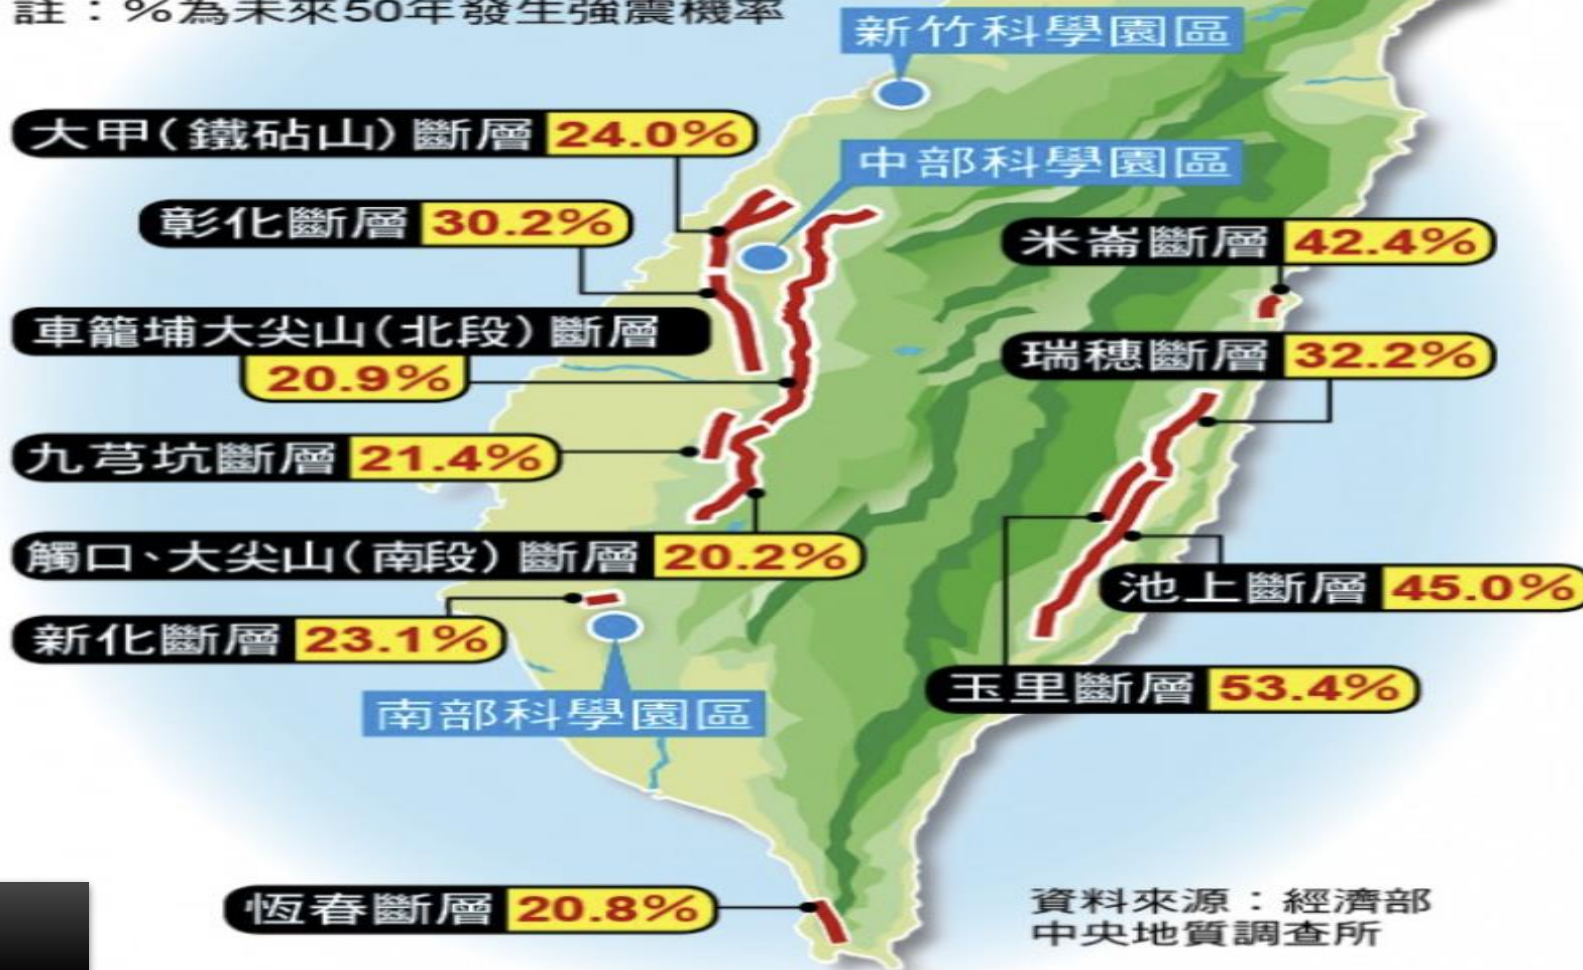 註：%為未來50年發生強震機率
新竹科學園區
大甲(鐵砧山)斷層 24.0%
中部科學園區
彰化斷層 30.2%
米崙斷層 42.4%
車籠埔大尖山(北段)斷層
20.9%
瑞穗斷層 32.2%
九芎坑斷層 21.4%
觸口、大尖山(南段)斷層 20.2%
池上斷層 45.0%
新化斷層 23.1%
玉里斷層 53.4%
南部科學園區
恆春斷層 20.8%
資料來源：經濟部
中央地質調查所